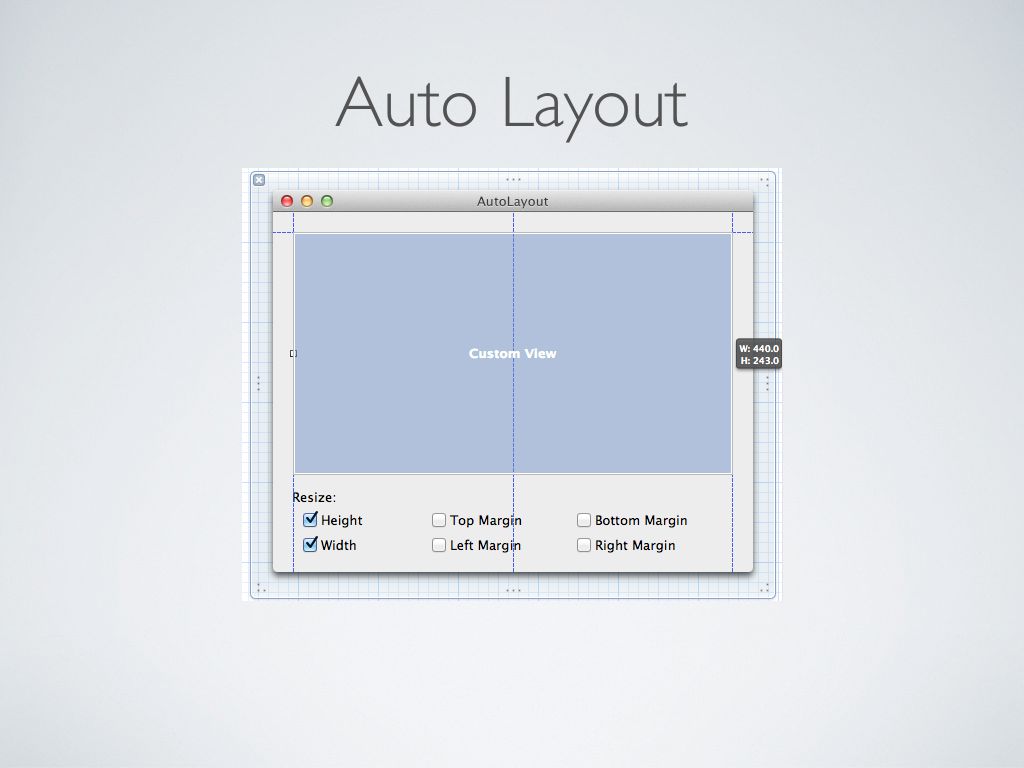 Auto Layout
AutoLayout
Custom View
W: 440.0
H: 243.0
Resize:
Height
Top Margin
Bottom Margin
Width
Left Margin
Right Margin